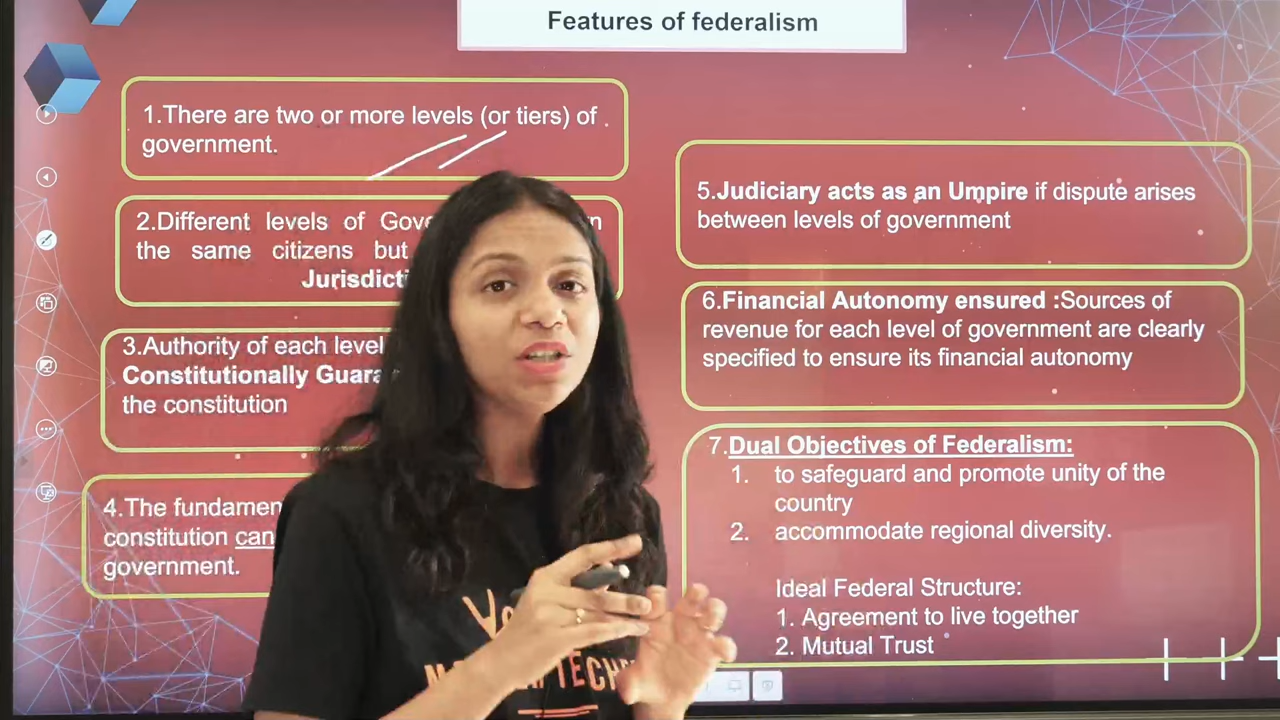 Features of federalism
1.There are two or more levels (or tiers) of
government.
2.Different levels of
the same citizens but
3.Authority of each level
Constitutionally
the constitution
4.The
constitution
government.
5.Judiciary acts as an Umpire if dispute arises
between levels of government
6.Financial Autonomy ensured :Sources of
revenue for each level of government are clearly
specified to ensure its financial autonomy
7.Dual Objectives of Federalism:
1. to safeguard and promote unity of the
country
2. accommodate regional diversity.
Ideal Federal Structure:
1. Agreement to live together
2. Mutual Trust